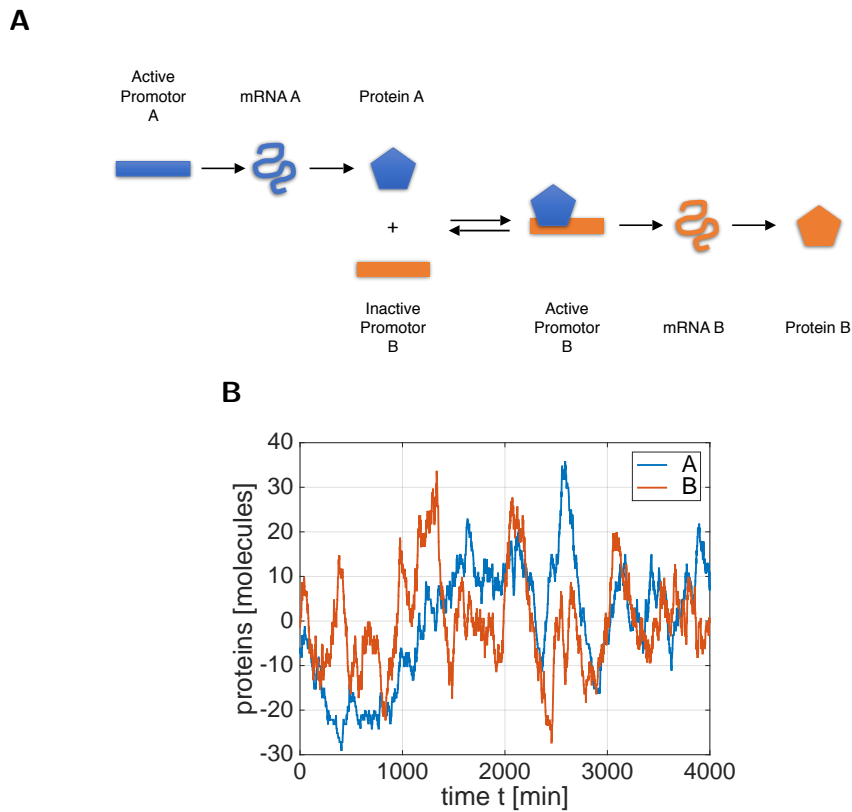 A
Active
Promotor
A
mRNA A
Protein A
+
Inactive
Promotor
B
Active
Promotor
B
mRNA B
Protein B
B
proteins [molecules]
40
30
20
10
0
-10
-20
-30
A
B
0
1000
2000
3000
4000
time t [min]